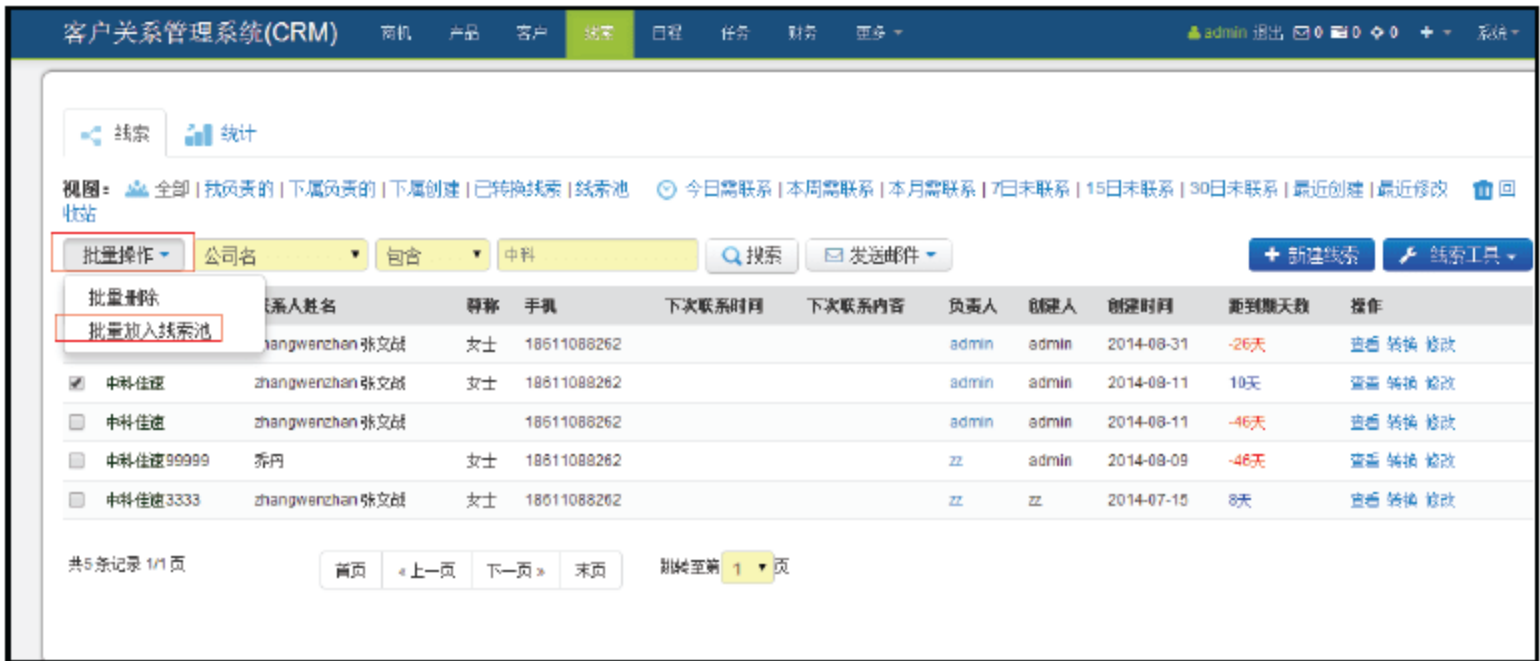 客户关系管理系统(CRM) 商机 产品 客户 线索 日程 任务 财务 更多 admin 退出 0 0 0 + 系统
线索 统计
视图: 全部 | 我负责的 | 下属负责的 | 下属创建 | 已转换线索 | 线索池 今日需联系 | 本周需联系 | 本月需联系 | 7日未联系 | 15日未联系 | 30日未联系 | 最近创建 | 最近修改 回
收站
批量操作 公司名 包含 中科 搜索 发送邮件 + 新建线索 线索工具
批量删除
批量放入线索池
系人姓名 尊称 手机 下次联系时间 下次联系内容 负责人 创建人 创建时间 距到期天数 操作
zhangwenzhan 张文战 女士 18611088262 admin admin 2014-08-31 -26天 查看 转换 修改
中科佳速 zhangwenzhan 张文战 女士 18611088262 admin admin 2014-08-11 10天 查看 转换 修改
中科佳速 zhangwenzhan 张文战 18611088262 admin admin 2014-08-11 -46天 查看 转换 修改
中科佳速99999 乔丹 女士 18611088262 zz admin 2014-08-09 -46天 查看 转换 修改
中科佳速3333 zhangwenzhan 张文战 女士 18611088262 zz zz 2014-07-15 8天 查看 转换 修改
共5 条记录 1/1 页 首页 «上一页 下一页» 末页 跳转至第 1 页